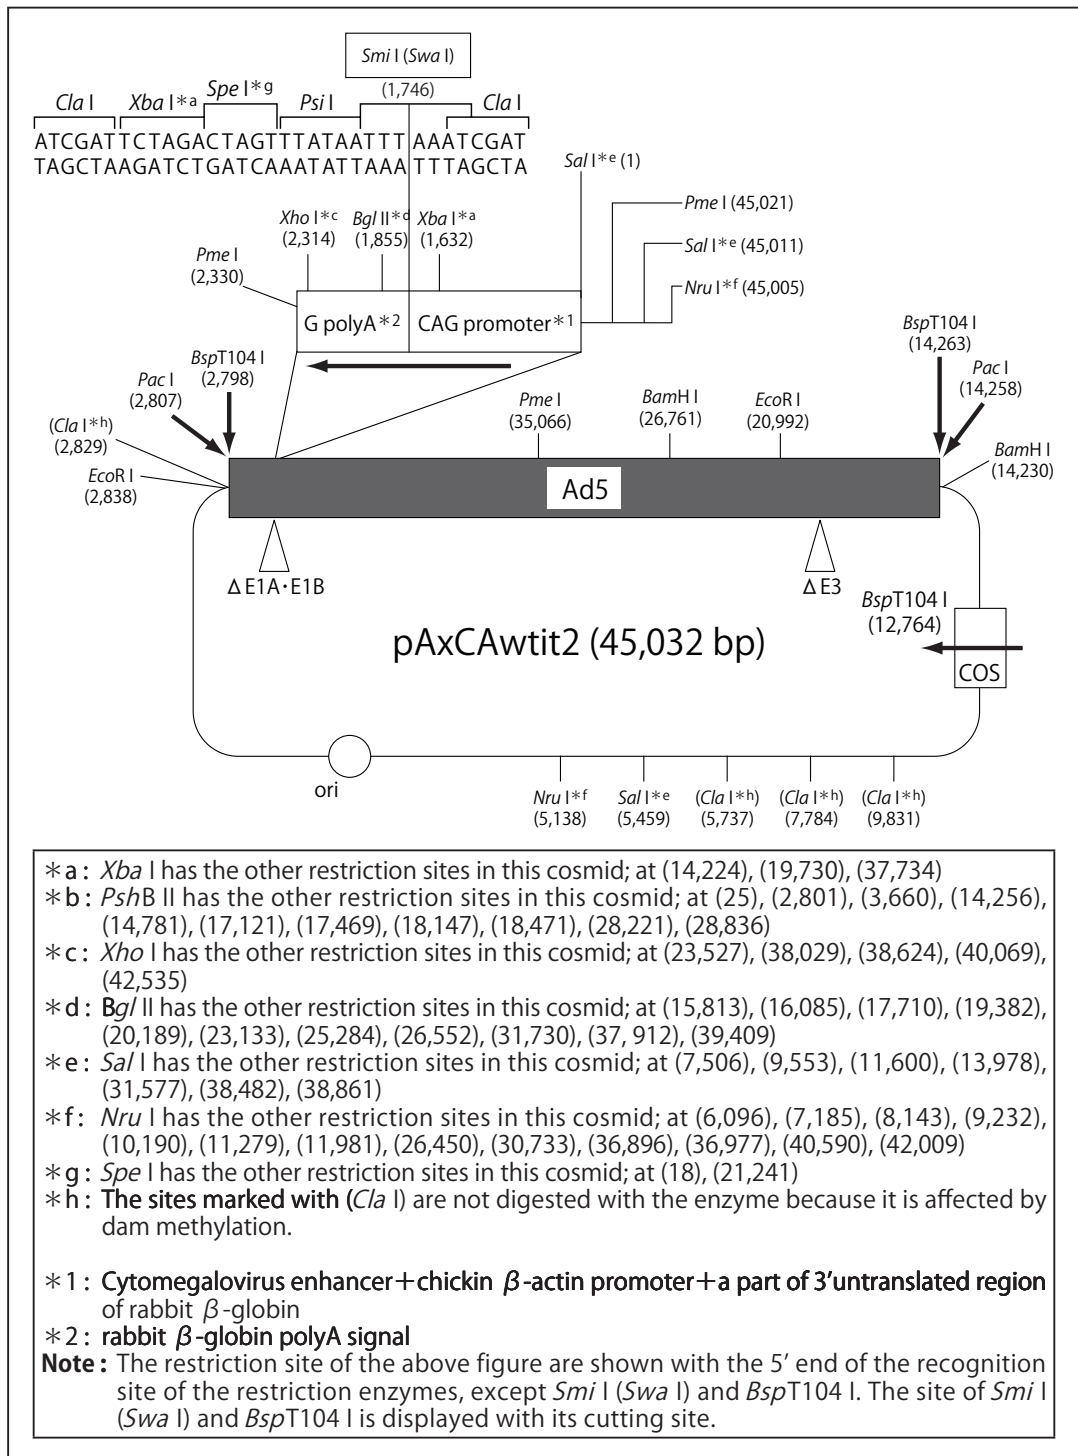 Smi I (Swa I)
(1,746)
Cla I
Xba I*a
Spe I*g
Psi I
Cla I
ATCGATTCTAGACTAGTTTATAATTT AAATCGAT
TAGCTAAGATCTGATCAAATATTAAA TTTAGCTA
Sal I*e (1)
Xho I*c
(2,314)
Bgl II*d
(1,855)
Xba I*a
(1,632)
Pme I (45,021)
Sal I*e (45,011)
Nru I*f (45,005)
Pme I
(2,330)
G polyA*2
CAG promoter*1
BspT104 I
(2,798)
Pac I
(2,807)
(Cla I*h)
(2,829)
EcoR I
(2,838)
Pme I
(35,066)
BamH I
(26,761)
EcoR I
(20,992)
BspT104 I
(14,263)
Pac I
(14,258)
BamH I
(14,230)
Ad5
Δ E1A・E1B
Δ E3
BspT104 I
(12,764)
COS
pAxCAwtit2 (45,032 bp)
ori
Nru I*f
(5,138)
Sal I*e
(5,459)
(Cla I*h)
(5,737)
(Cla I*h)
(7,784)
(Cla I*h)
(9,831)
*a : Xba I has the other restriction sites in this cosmid; at (14,224), (19,730), (37,734)
*b : PshB II has the other restriction sites in this cosmid; at (25), (2,801), (3,660), (14,256),
(14,781), (17,121), (17,469), (18,147), (18,471), (28,221), (28,836)
*c : Xho I has the other restriction sites in this cosmid; at (23,527), (38,029), (38,624), (40,069),
(42,535)
*d : Bgl II has the other restriction sites in this cosmid; at (15,813), (16,085), (17,710), (19,382),
(20,189), (23,133), (25,284), (26,552), (31,730), (37, 912), (39,409)
*e : Sal I has the other restriction sites in this cosmid; at (7,506), (9,553), (11,600), (13,978),
(31,577), (38,482), (38,861)
*f : Nru I has the other restriction sites in this cosmid; at (6,096), (7,185), (8,143), (9,232),
(10,190), (11,279), (11,981), (26,450), (30,733), (36,896), (36,977), (40,590), (42,009)
*g : Spe I has the other restriction sites in this cosmid; at (18), (21,241)
*h : The sites marked with (Cla I) are not digested with the enzyme because it is affected by
dam methylation.
*1 : Cytomegalovirus enhancer+chickin β-actin promoter+a part of 3’untranslated region
of rabbit β-globin
*2 : rabbit β-globin polyA signal
Note : The restriction site of the above figure are shown with the 5’ end of the recognition
site of the restriction enzymes, except Smi I (Swa I) and BspT104 I. The site of Smi I
(Swa I) and BspT104 I is displayed with its cutting site.